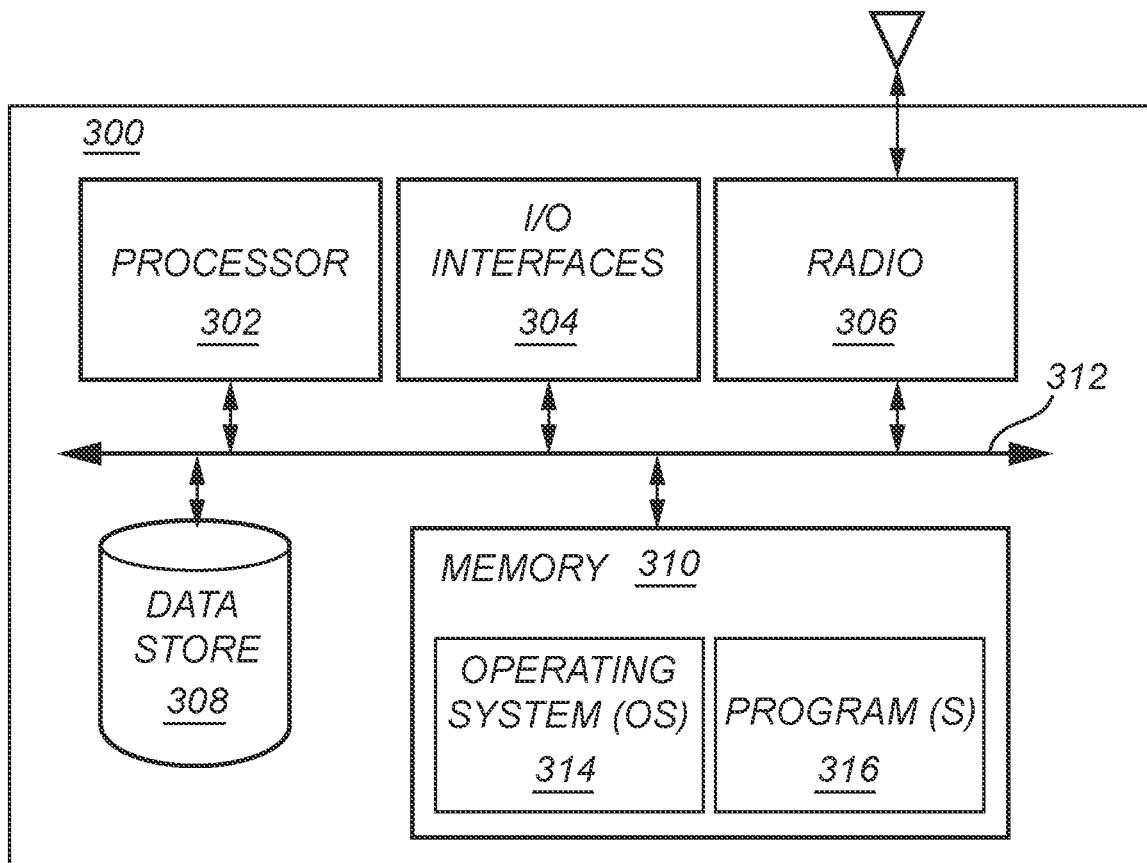 300
PROCESSOR
302
I/O
INTERFACES
304
RADIO
306
312
DATA
STORE
308
MEMORY 310
OPERATING
SYSTEM (OS)
314
PROGRAM (S)
316